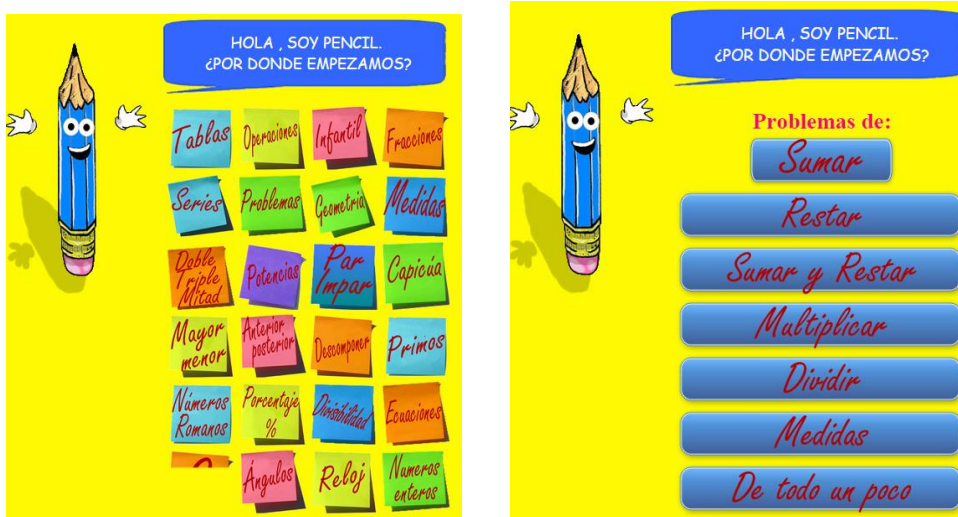 HOLA , SOY PENCIL.
¿POR DONDE EMPEZAMOS?
Tablas
Operaciones
Infantil
Fracciones
Series
Problemas
Geometría
Medidas
Doble
Triple
Mitad
Potencias
Par
Impar
Capicúa
Mayor
menor
Anterior
posterior
Descomponer
Primos
Números
Romanos
Porcentaje
%
Divisibilidad
Ecuaciones
Ángulos
Reloj
Numeros
enteros
HOLA , SOY PENCIL.
¿POR DONDE EMPEZAMOS?
Problemas de:
Sumar
Restar
Sumar y Restar
Multiplicar
Dividir
Medidas
De todo un poco